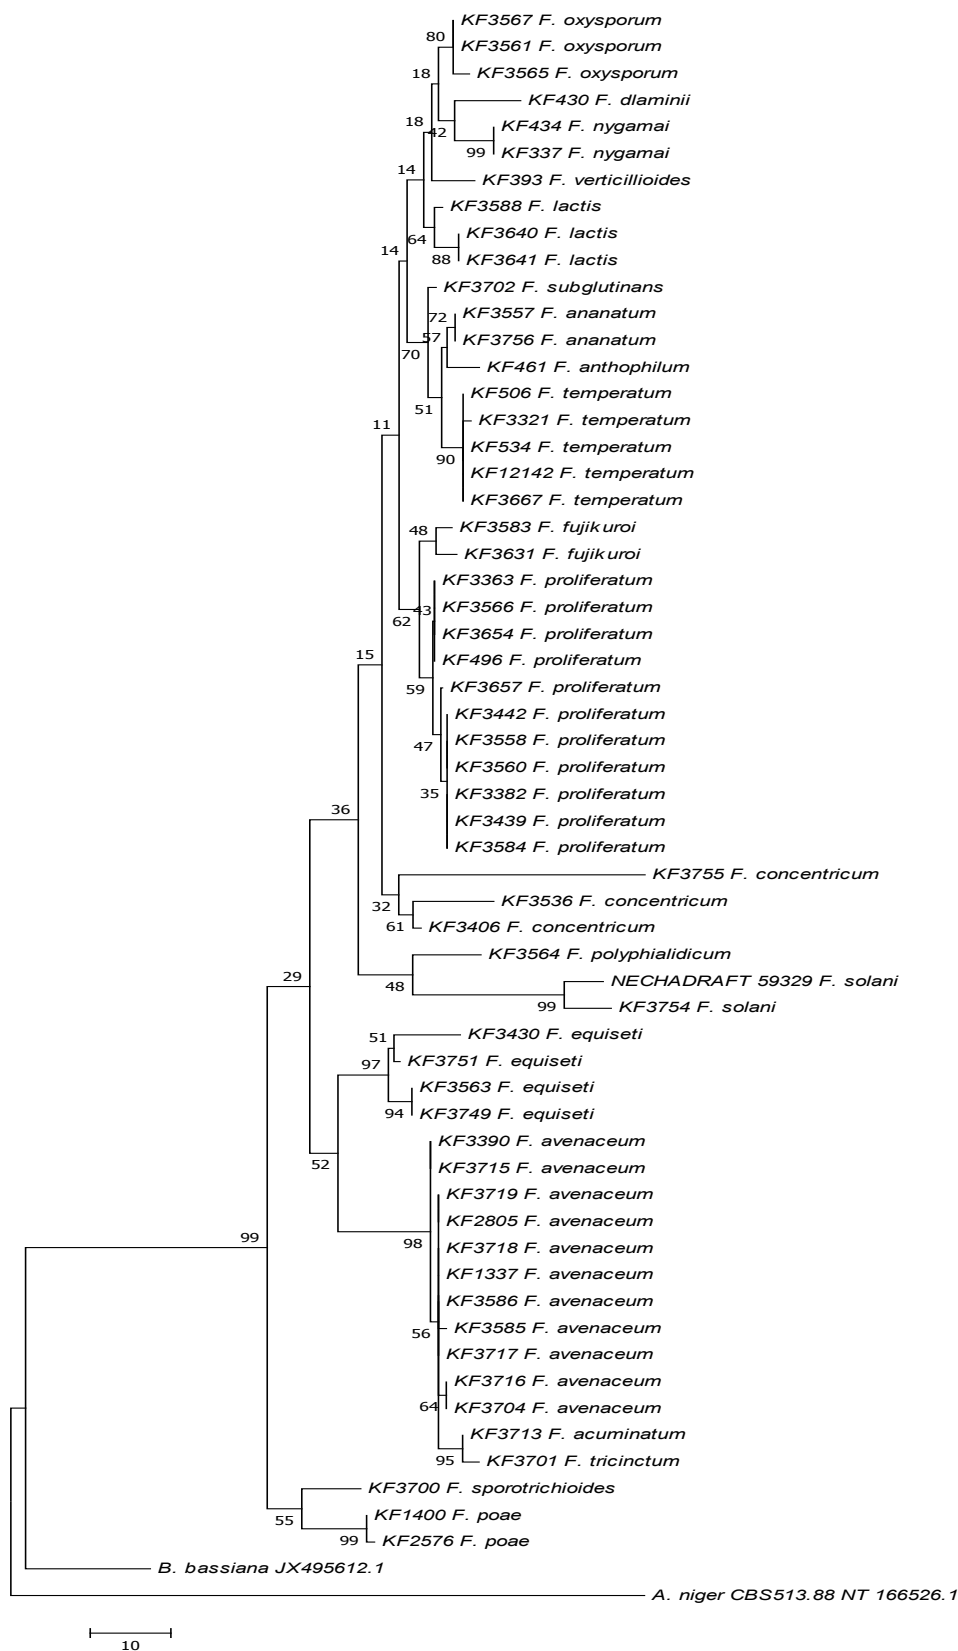 KF3567 F. oxysporum
80
KF3561 F. oxysporum
18
KF3565 F. oxysporum
KF430 F. dlaminii
18
42
KF434 F. nygamai
99
KF337 F. nygamai
14
KF393 F. verticillioides
KF3588 F. lactis
64
KF3640 F. lactis
14
88
KF3641 F. lactis
KF3702 F. subglutinans
72
KF3557 F. ananatum
57
KF3756 F. ananatum
70
KF461 F. anthophilum
KF506 F. temperatum
51
KF3321 F. temperatum
11
KF534 F. temperatum
90
KF12142 F. temperatum
KF3667 F. temperatum
48
KF3583 F. fujikuroi
KF3631 F. fujikuroi
KF3363 F. proliferatum
43
KF3566 F. proliferatum
62
KF3654 F. proliferatum
15
KF496 F. proliferatum
59
KF3657 F. proliferatum
KF3442 F. proliferatum
47
KF3558 F. proliferatum
KF3560 F. proliferatum
35
KF3382 F. proliferatum
36
KF3439 F. proliferatum
KF3584 F. proliferatum
KF3755 F. concentricum
32
KF3536 F. concentricum
61
KF3406 F. concentricum
KF3564 F. polyphialidicum
29
48
NECHADRAFT 59329 F. solani
99
KF3754 F. solani
51
KF3430 F. equiseti
97
KF3751 F. equiseti
KF3563 F. equiseti
94
KF3749 F. equiseti
KF3390 F. avenaceum
52
KF3715 F. avenaceum
KF3719 F. avenaceum
KF2805 F. avenaceum
99
98
KF3718 F. avenaceum
KF1337 F. avenaceum
KF3586 F. avenaceum
56
KF3585 F. avenaceum
KF3717 F. avenaceum
KF3716 F. avenaceum
64
KF3704 F. avenaceum
KF3713 F. acuminatum
95
KF3701 F. tricinctum
KF3700 F. sporotrichioides
55
KF1400 F. poae
99
KF2576 F. poae
B. bassiana JX495612.1
A. niger CBS513.88 NT 166526.1
10